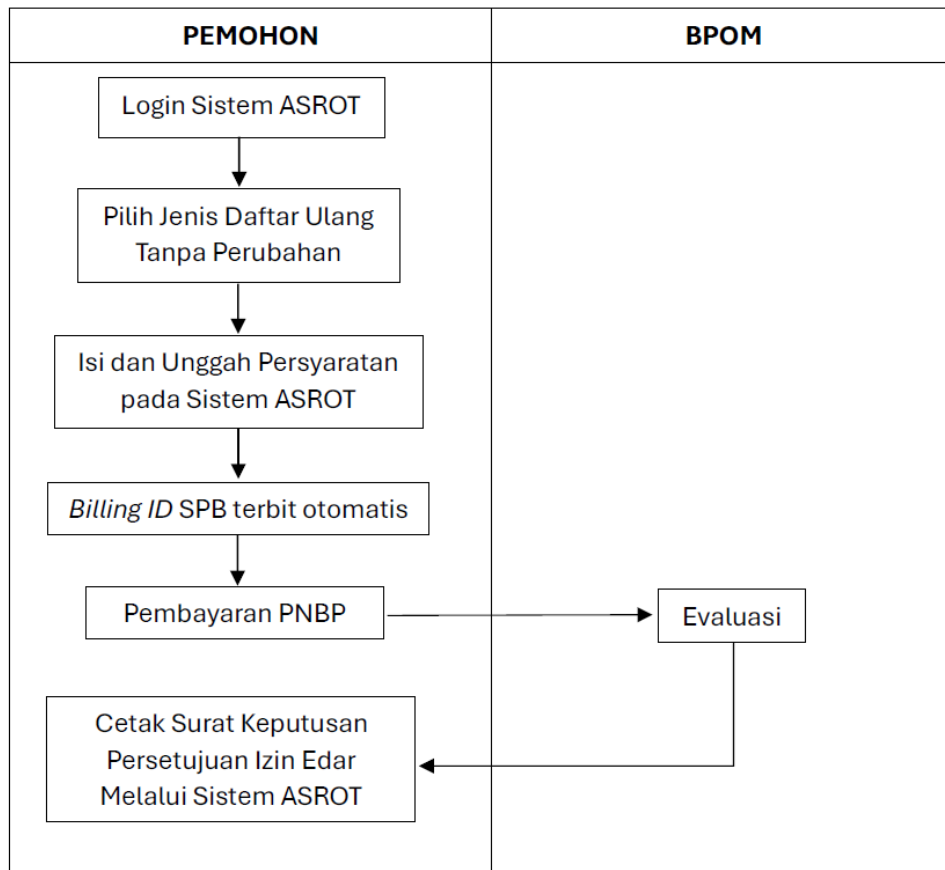 PEMOHON
BPOM
Login Sistem ASROT
Pilih Jenis Daftar Ulang
Tanpa Perubahan
Isi dan Unggah Persyaratan
pada Sistem ASROT
Billing ID SPB terbit otomatis
Pembayaran PNBP
Evaluasi
Cetak Surat Keputusan
Persetujuan Izin Edar
Melalui Sistem ASROT